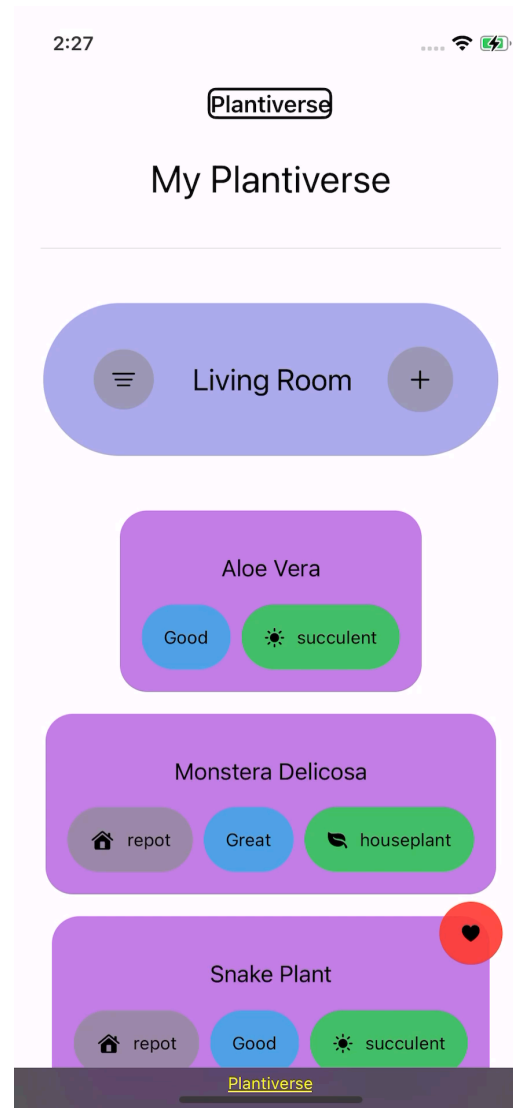 2:27
Plantiverse
My Plantiverse
Living Room
Aloe Vera
Good succulent
Monstera Delicosa
repot Great houseplant
Snake Plant
repot Good succulent
Plantiverse